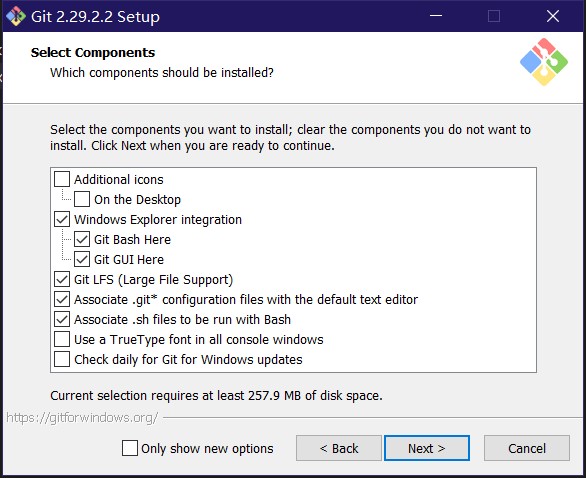 Git 2.29.2.2 Setup
Select Components
Which components should be installed?
Select the components you want to install; clear the components you do not want to
install. Click Next when you are ready to continue.
Additional icons
On the Desktop
Windows Explorer integration
Git Bash Here
Git GUI Here
Git LFS (Large File Support)
Associate .git* configuration files with the default text editor
Associate .sh files to be run with Bash
Use a TrueType font in all console windows
Check daily for Git for Windows updates
Current selection requires at least 257.9 MB of disk space.
https://gitforwindows.org/
Only show new options
< Back
Next >
Cancel